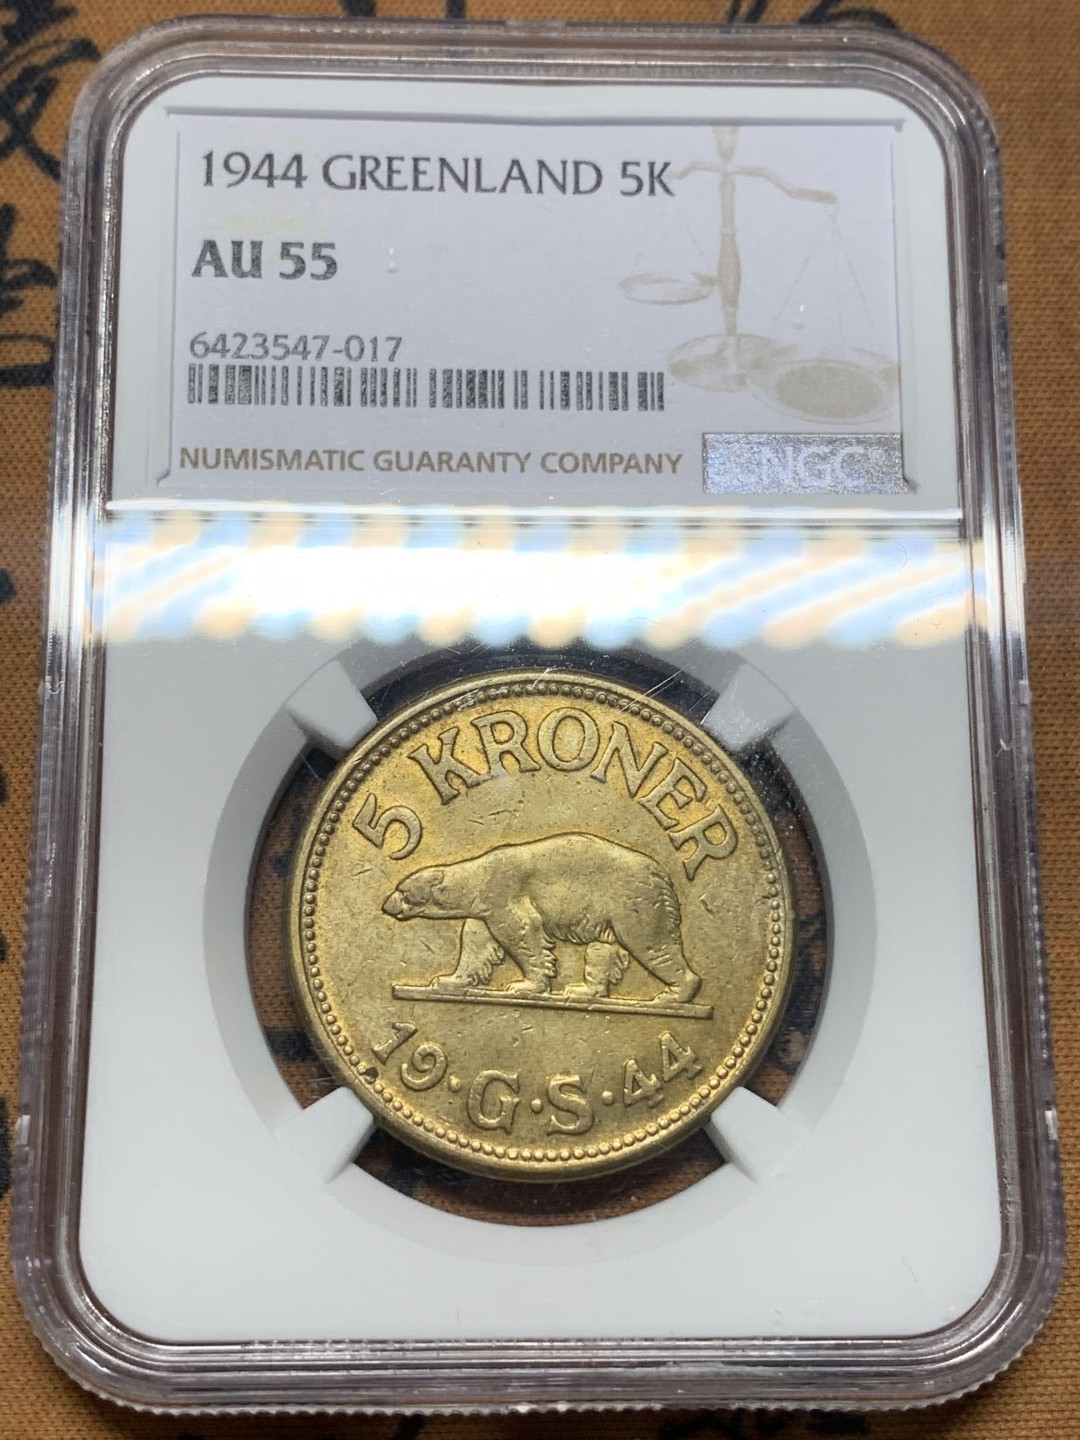 1944 GREENLAND 5K
AU 55
6423547-017
NUMISMATIC GUARANTY COMPANY
NGC
5 KRONER
19·G·S·44